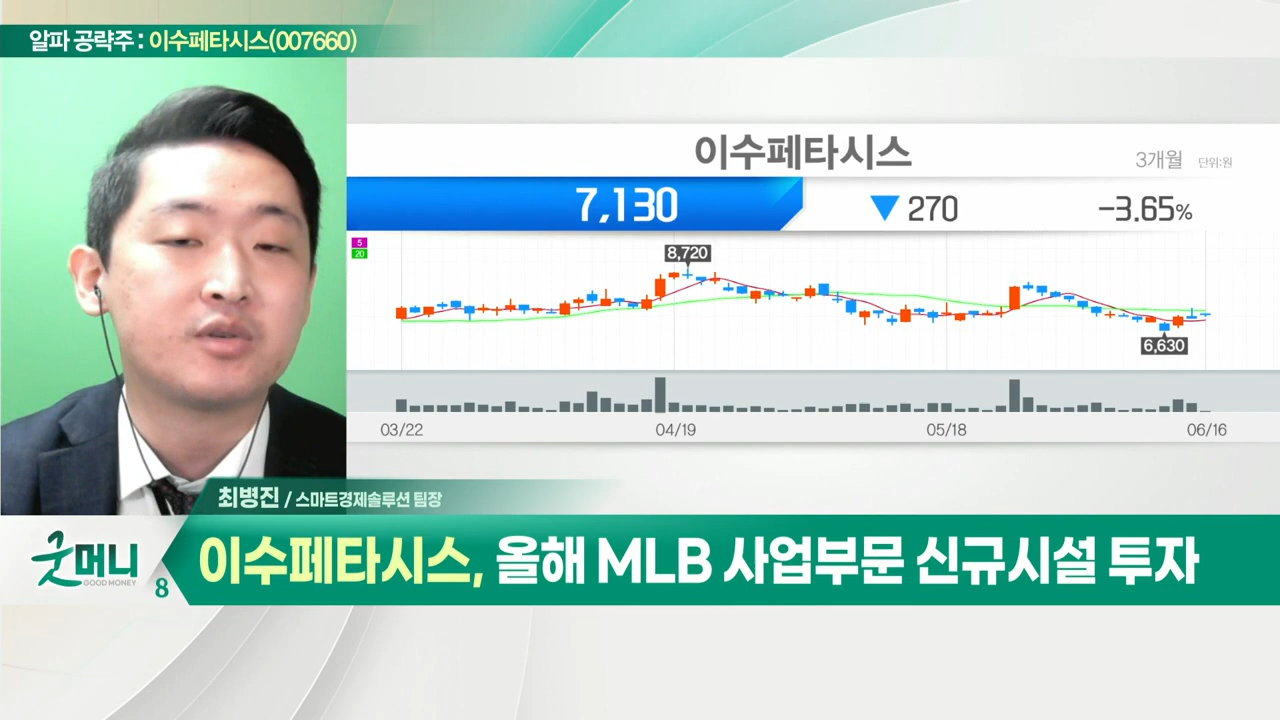 알파 공략주 : 이수페타시스(007660)
이수페타시스
3개월 단위:원
7,130 ▼ 270 -3.65%
5
20
8,720
6,630
03/22 04/19 05/18 06/16
최병진 / 스마트경제솔루션 팀장
굿머니
GOOD MONEY
8
이수페타시스, 올해 MLB 사업부문 신규시설 투자